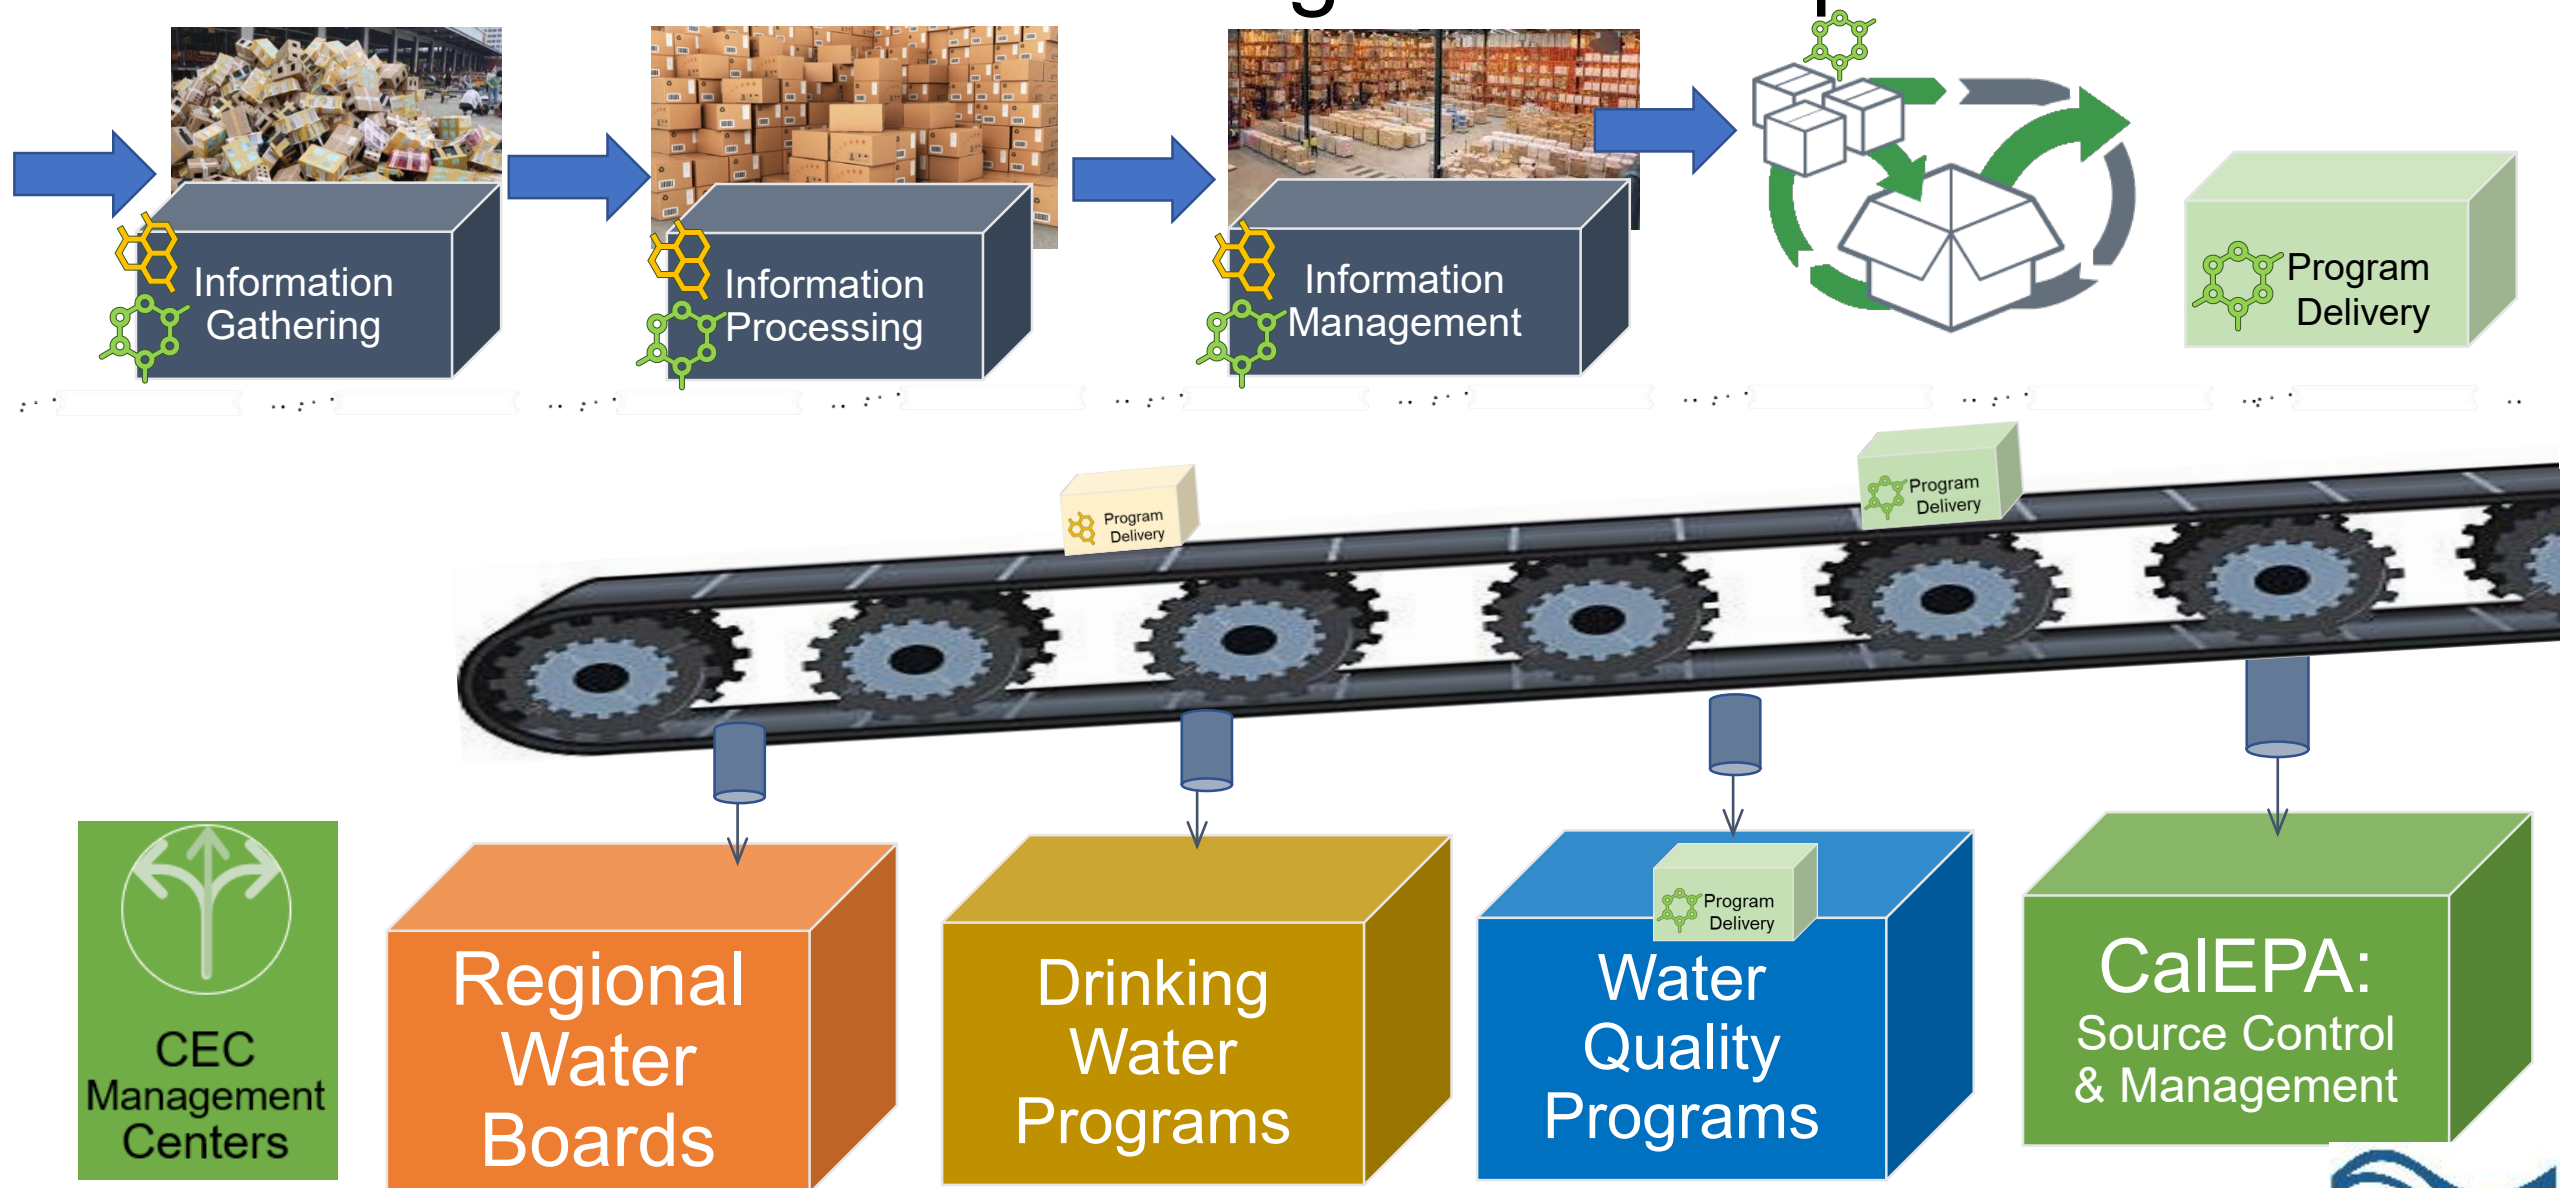 Information
Gathering
Information
Processing
Information
Management
Program
Delivery
Program
Delivery
Program
Delivery
Program
Delivery
CEC
Management
Centers
Regional
Water
Boards
Drinking
Water
Programs
Water
Quality
Programs
CalEPA:
Source Control
& Management